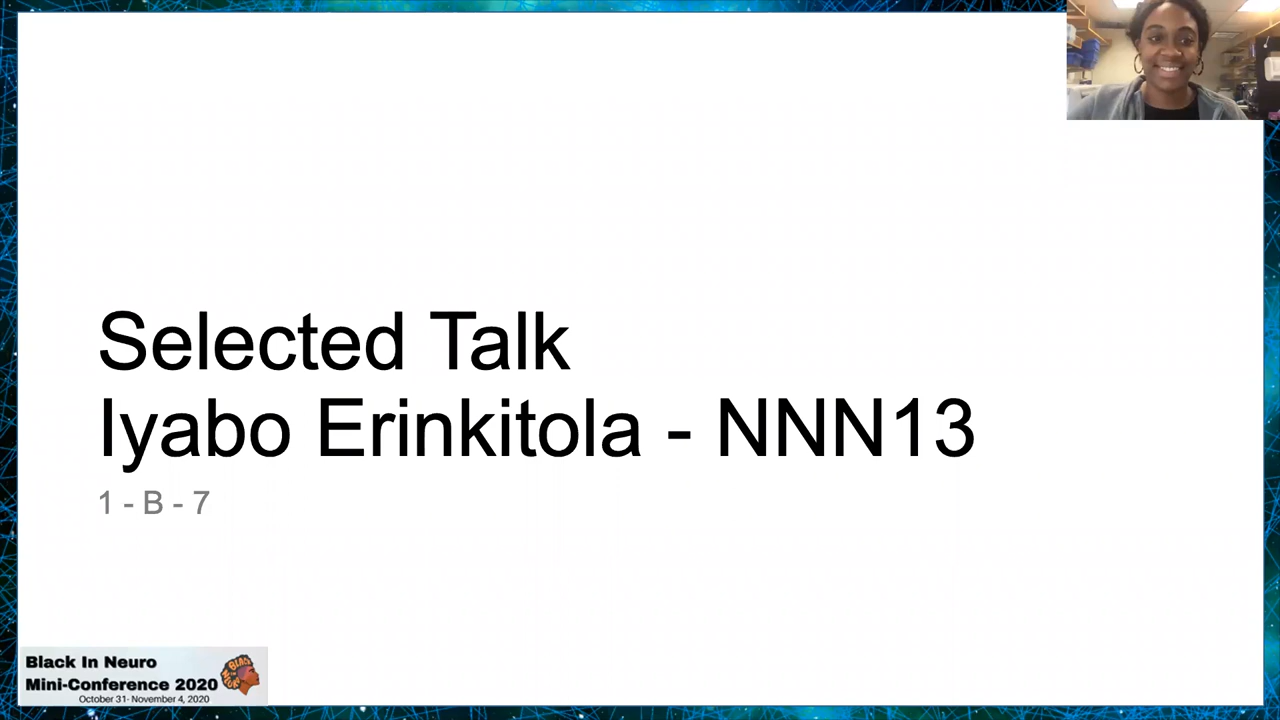 Selected Talk
Iyabo Erinkitola - NNN13
1 - B - 7
Black In Neuro
Mini-Conference 2020
October 31- November 4, 2020